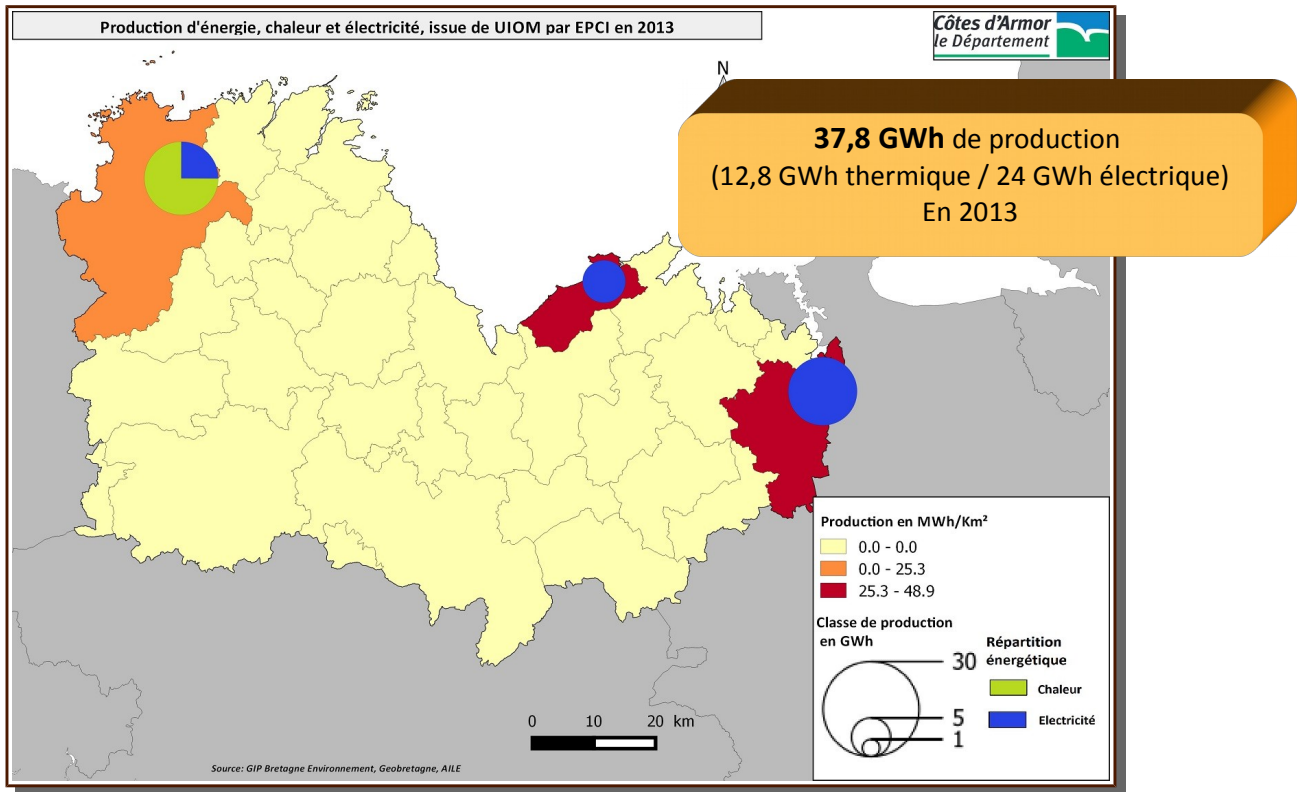 Production d'énergie, chaleur et électricité, issue de UIOM par EPCI en 2013
Côtes d'Armor
le Département
N
37,8 GWh de production
(12,8 GWh thermique / 24 GWh électrique)
En 2013
Production en MWh/Km²
0.0 - 0.0
0.0 - 25.3
25.3 - 48.9
Classe de production
en GWh
30
5
1
Répartition
énergétique
Chaleur
Electricité
0 10 20 km
Source: GIP Bretagne Environnement, Geobretagne, AILE